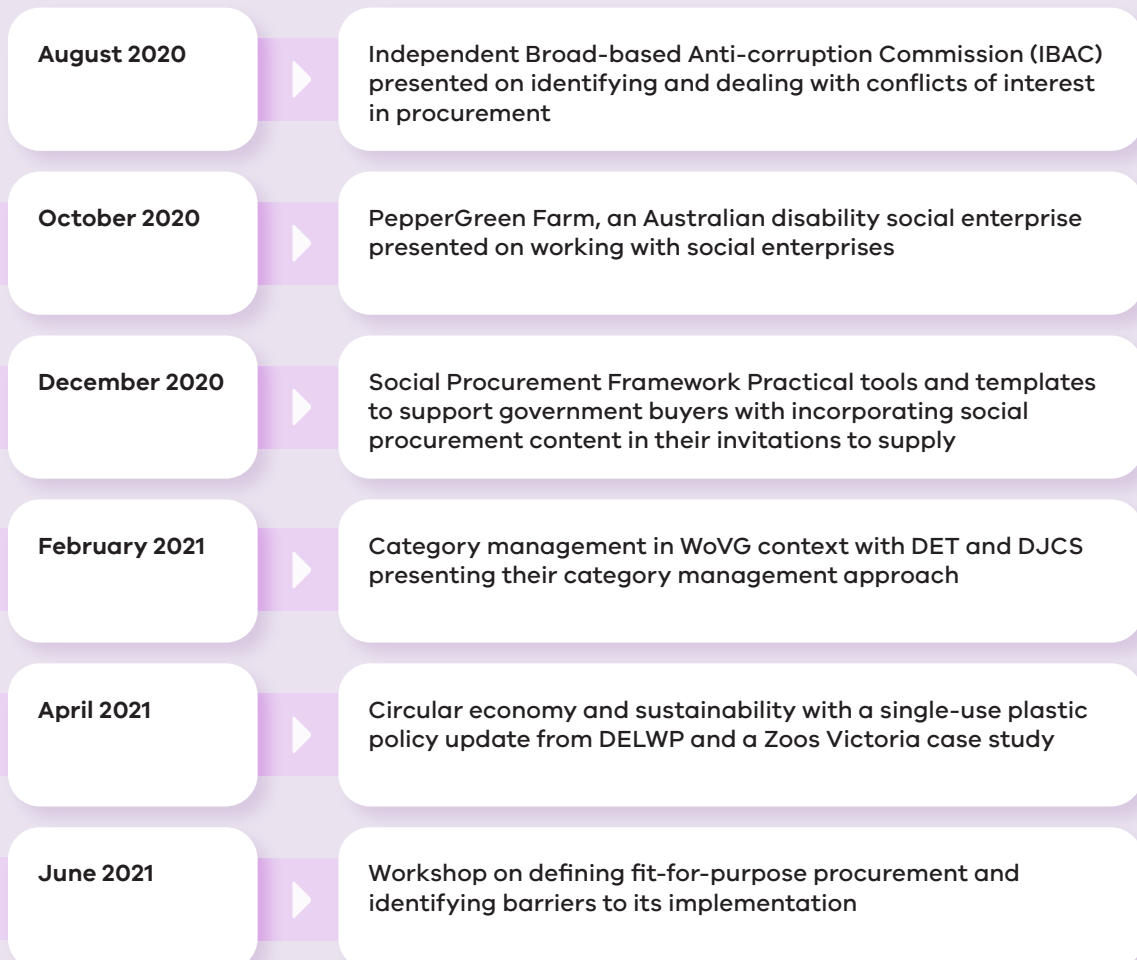 August 2020
Independent Broad-based Anti-corruption Commission (IBAC)
presented on identifying and dealing with conflicts of interest
in procurement
October 2020
PepperGreen Farm, an Australian disability social enterprise
presented on working with social enterprises
December 2020
Social Procurement Framework Practical tools and templates
to support government buyers with incorporating social
procurement content in their invitations to supply
February 2021
Category management in WoVG context with DET and DJCS
presenting their category management approach
April 2021
Circular economy and sustainability with a single-use plastic
policy update from DELWP and a Zoos Victoria case study
June 2021
Workshop on defining fit-for-purpose procurement and
identifying barriers to its implementation